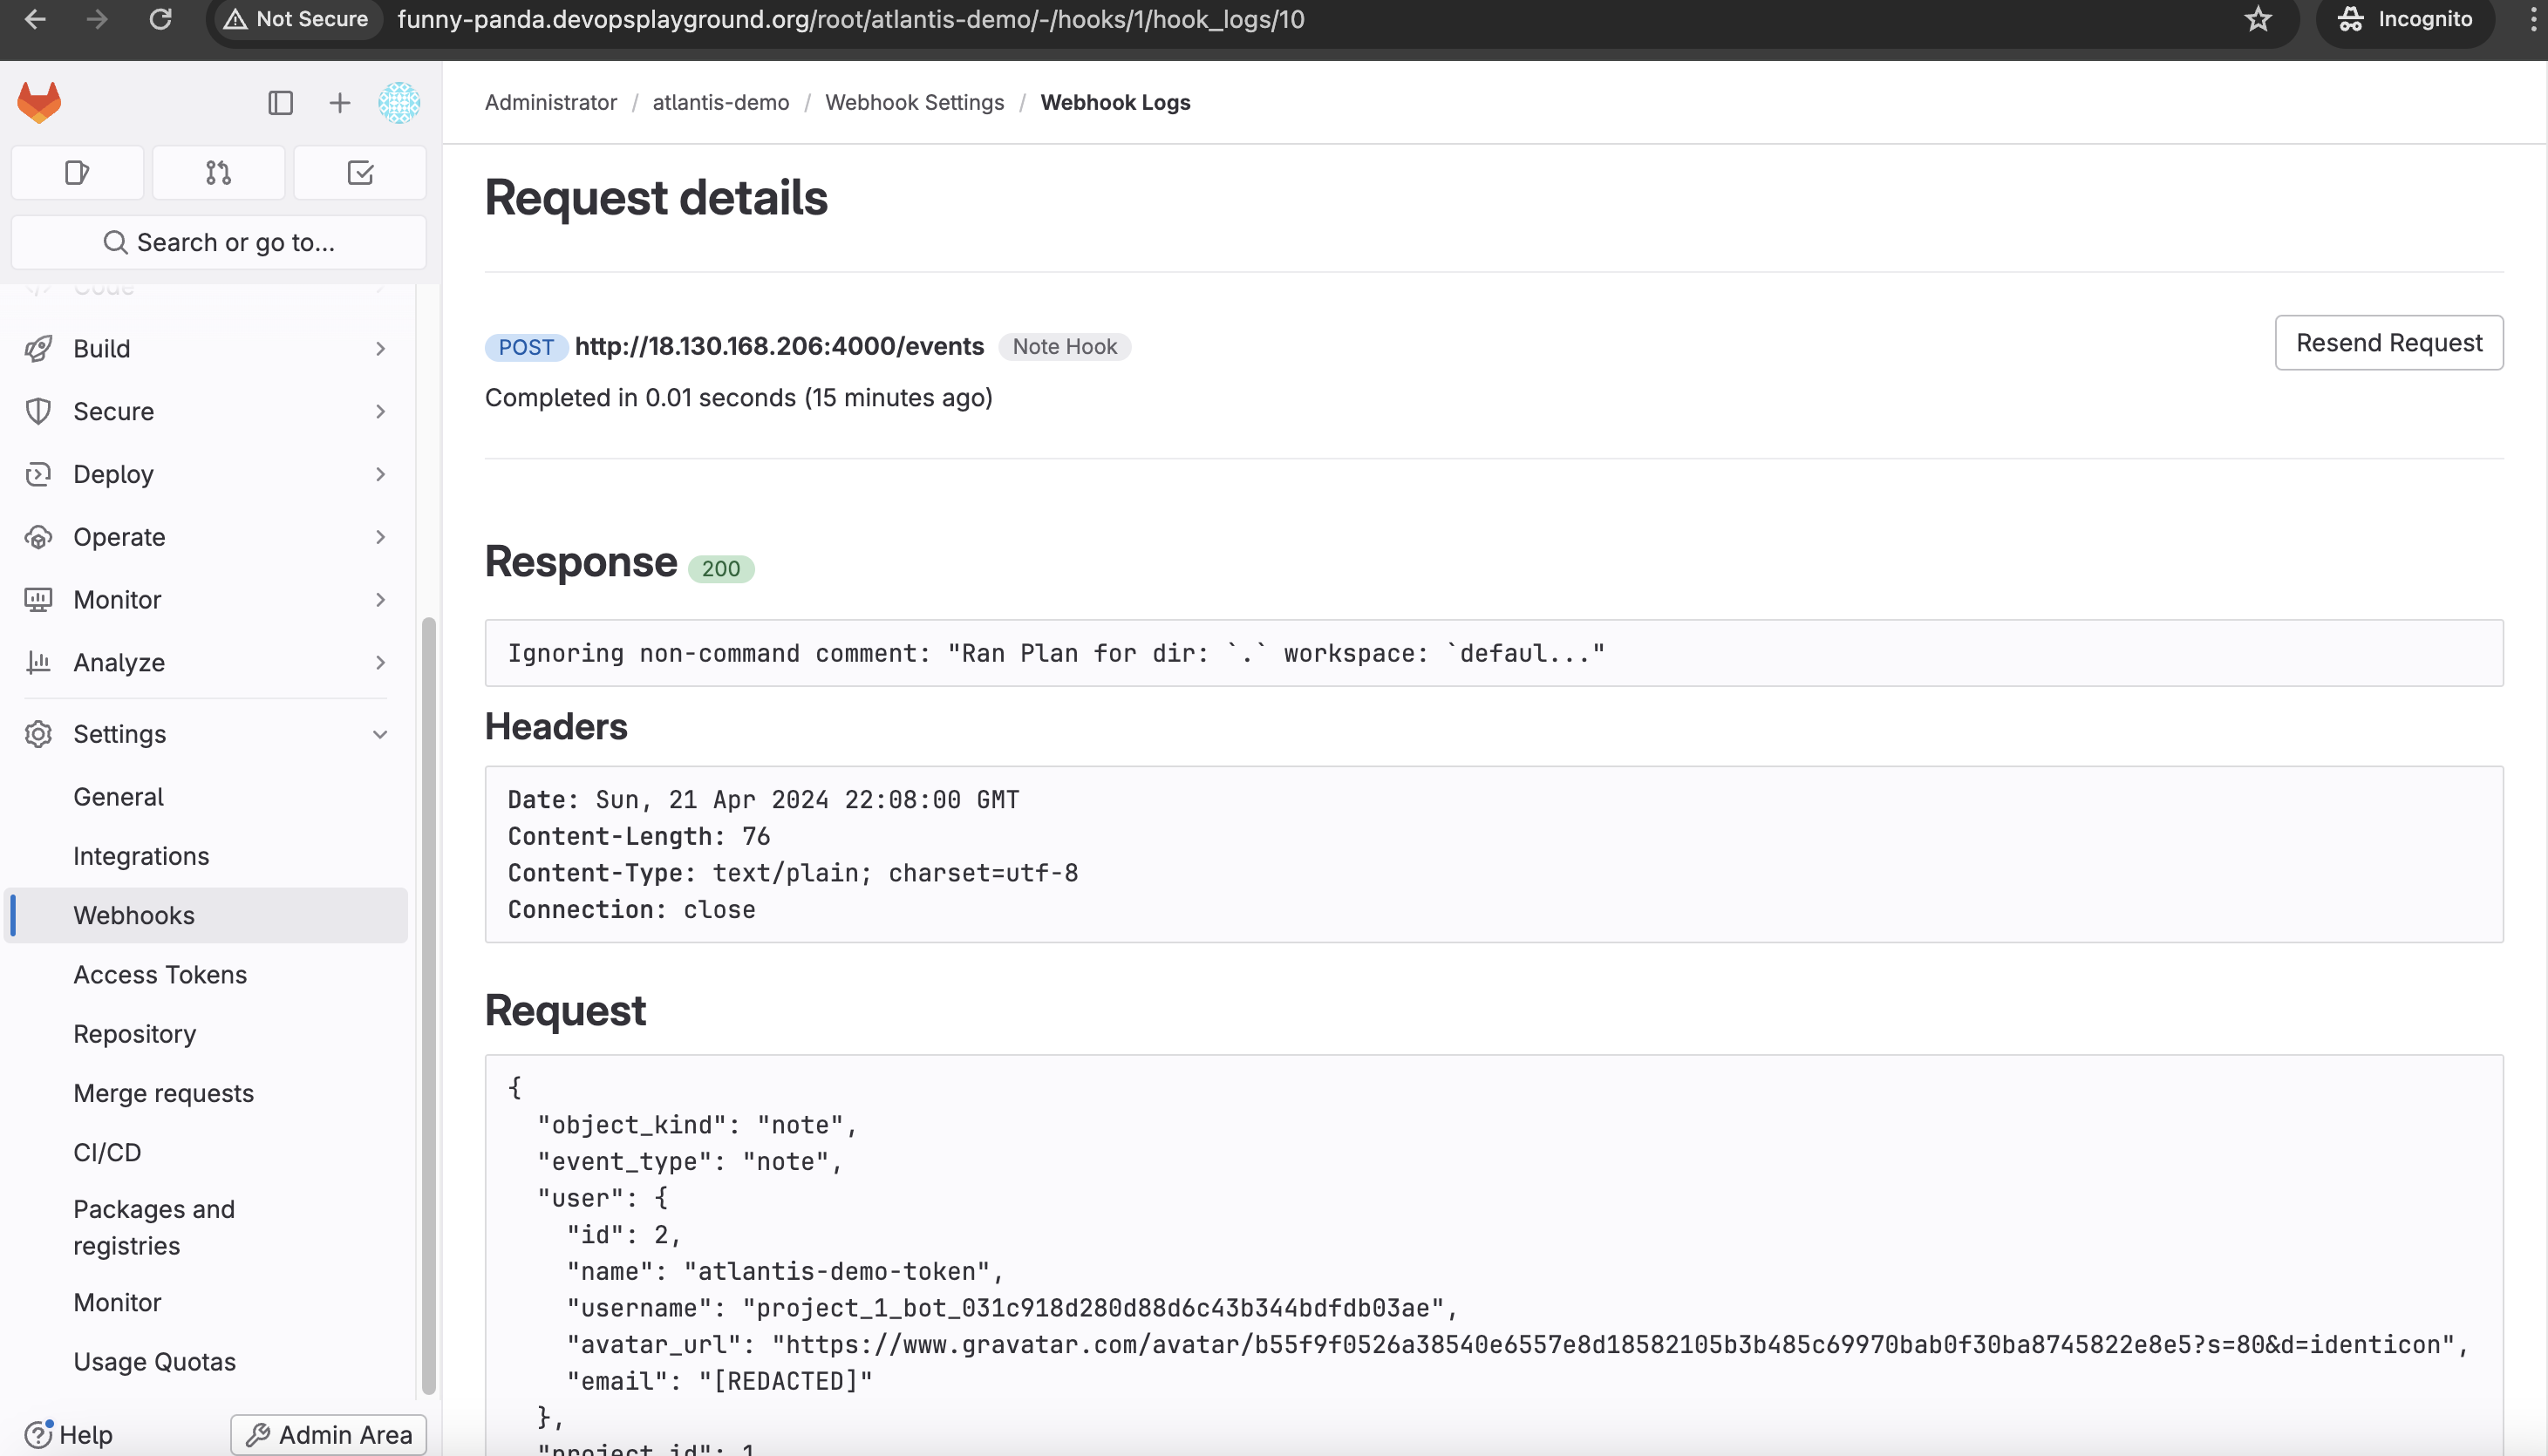 Not Secure funny-panda.devopsplayground.org/root/atlantis-demo/-/hooks/1/hook_logs/10 Incognito
Administrator / atlantis-demo / Webhook Settings / Webhook Logs
Search or go to...
Code
Build
Secure
Deploy
Operate
Monitor
Analyze
Settings
General
Integrations
Webhooks
Access Tokens
Repository
Merge requests
CI/CD
Packages and
registries
Monitor
Usage Quotas
Help
Admin Area
Request details
POST http://18.130.168.206:4000/events Note Hook
Resend Request
Completed in 0.01 seconds (15 minutes ago)
Response 200
Ignoring non-command comment: "Ran Plan for dir: `.` workspace: `defaul..."
Headers
Date: Sun, 21 Apr 2024 22:08:00 GMT
Content-Length: 76
Content-Type: text/plain; charset=utf-8
Connection: close
Request
{
"object_kind": "note",
"event_type": "note",
"user": {
"id": 2,
"name": "atlantis-demo-token",
"username": "project_1_bot_031c918d280d88d6c43b344bdfdb03ae",
"avatar_url": "https://www.gravatar.com/avatar/b55f9f0526a38540e6557e8d18582105b3b485c69970bab0f30ba8745822e8e5?s=80&d=identicon",
"email": "[REDACTED]"
},
"project_id": 1